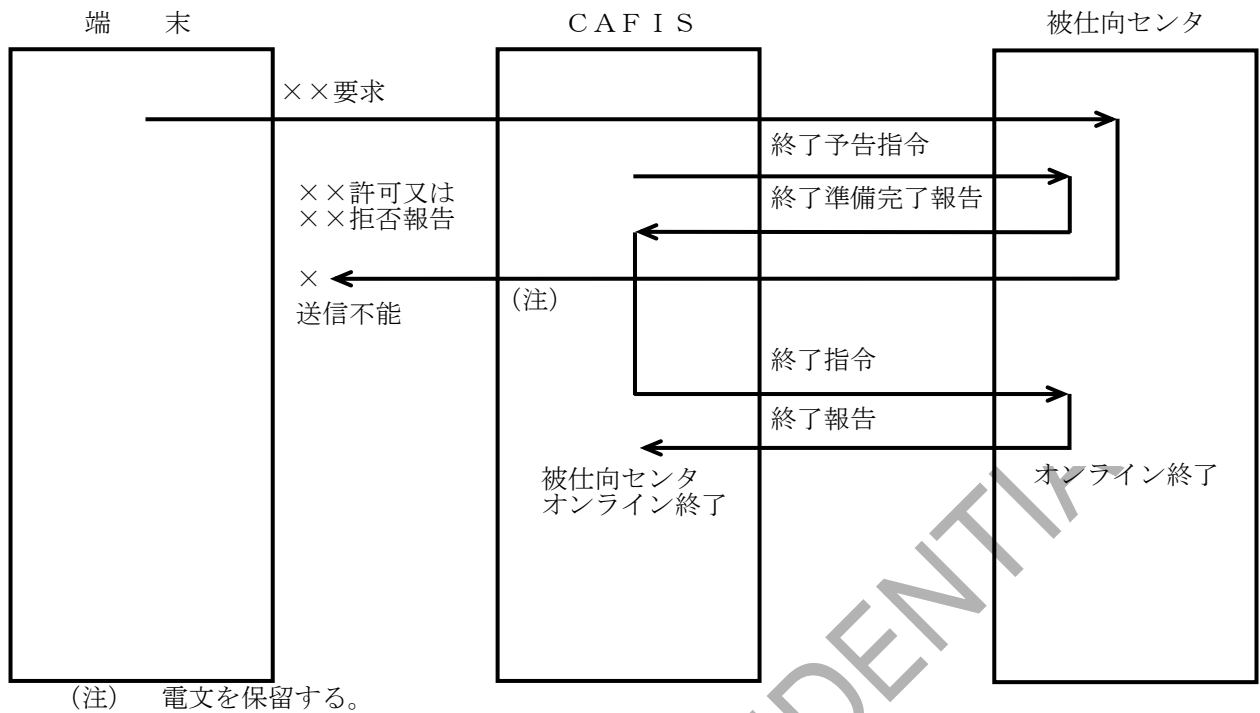 端　　末
ＣＡＦＩＳ
被仕向センタ
××要求
終了予告指令
××許可又は
××拒否報告
終了準備完了報告
×
送信不能
（注）
終了指令
終了報告
被仕向センタ
オンライン終了
オンライン終了
（注）　電文を保留する。